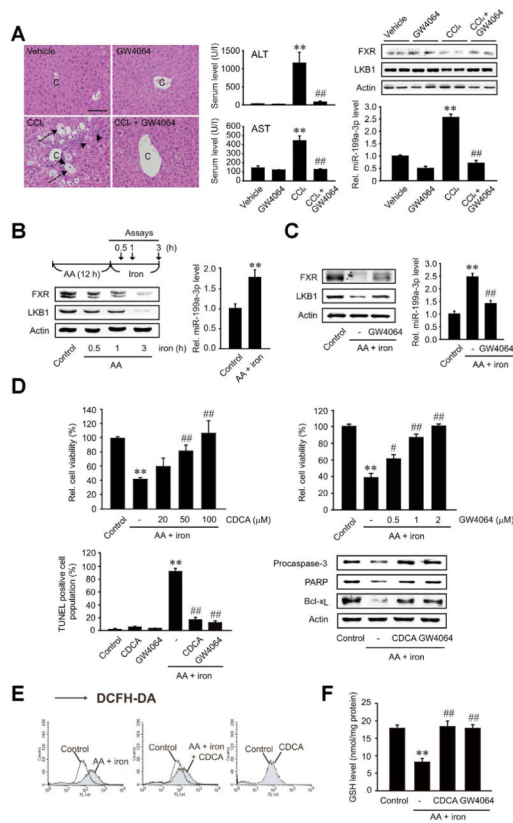 A
Vehicle
GW4064
C
C
CCl₄
CCl₄ + GW4064
C
C
Serum level (U/l)
ALT
1500
1000
500
0
**
##
Serum level (U/l)
AST
600
400
200
0
**
##
Vehicle
GW4064
CCl₄
CCl₄+
GW4064
Vehicle
GW4064
CCl₄
CCl₄+
GW4064
FXR
LKB1
Actin
Rel. miR-199a-3p level
3.0
2.5
2.0
1.5
1.0
0.5
0
**
##
Vehicle
GW4064
CCl₄
CCl₄+
GW4064
B
Assays
0.5 1 3 (h)
AA (12 h) Iron
FXR
LKB1
Actin
Control
0.5 1 3 iron (h)
AA
Rel. miR-199a-3p level
2.0
1.5
1.0
0.5
0
**
Control
AA + iron
C
FXR
LKB1
Actin
Control
- GW4064
AA + iron
Rel. miR-199a-3p level
3.0
2.5
2.0
1.5
1.0
0.5
0
**
##
Control
- GW4064
AA + iron
D
Rel. cell viability (%)
140
120
100
80
60
40
20
0
**
##
##
Control
- 20 50 100 CDCA (μM)
AA + iron
Rel. cell viability (%)
120
100
80
60
40
20
0
**
#
##
##
Control
- 0.5 1 2 GW4064 (μM)
AA + iron
TUNEL positive cell
population (%)
120
100
80
60
40
20
0
**
##
##
Control
CDCA
GW4064
-
CDCA
GW4064
AA + iron
Procaspase-3
PARP
Bcl-xL
Actin
Control - CDCA GW4064
AA + iron
E
DCFH-DA
Control
AA + iron
Control
AA + iron
+ CDCA
Control
CDCA
F
GSH level (nmol/mg protein)
25
20
15
10
5
0
**
##
##
Control - CDCA GW4064
AA + iron